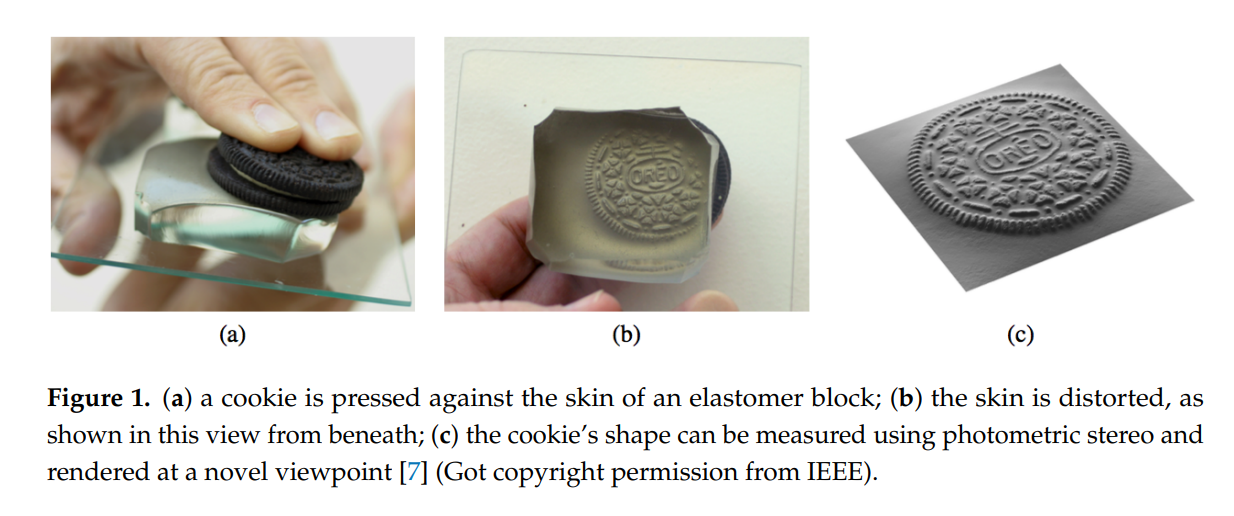 OREO
OREO
(a)
(b)
(c)
Figure 1. (a) a cookie is pressed against the skin of an elastomer block; (b) the skin is distorted, as
shown in this view from beneath; (c) the cookie’s shape can be measured using photometric stereo and
rendered at a novel viewpoint [7] (Got copyright permission from IEEE).